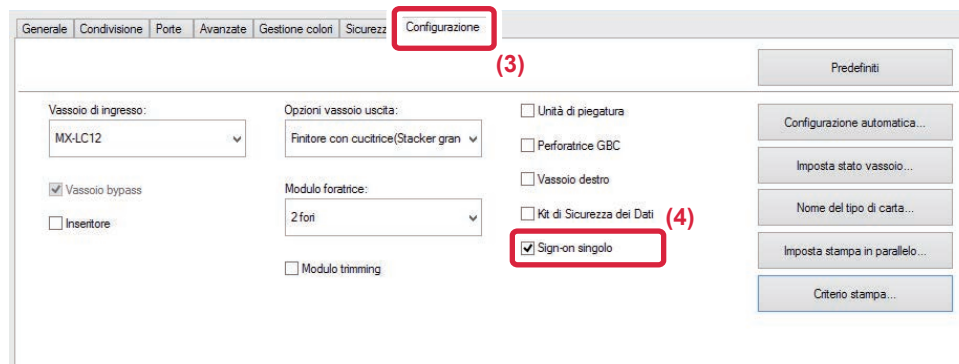 Generale Condivisione Porte Avanzate Gestione colori Sicurezz Configurazione
(3)
Predefiniti
Vassoio di ingresso:
MX-LC12
Vassoio bypass
Inseritore
Opzioni vassoio uscita:
Finitore con cucitrice(Stacker gran
Modulo foratrice:
2 fori
Modulo trimming
Unità di piegatura
Perforatrice GBC
Vassoio destro
Kit di Sicurezza dei Dati
(4)
Sign-on singolo
Configurazione automatica...
Imposta stato vassoio...
Nome del tipo di carta...
Imposta stampa in parallelo...
Criterio stampa...